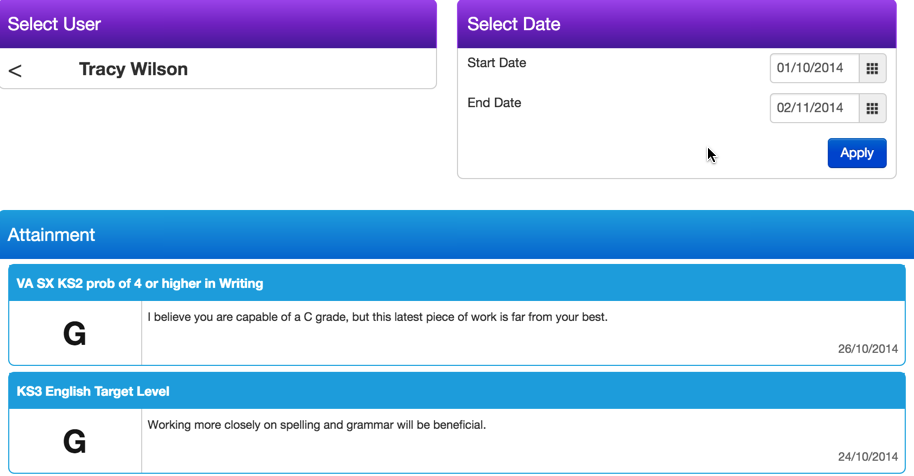 Select User
< Tracy Wilson
Select Date
Start Date 01/10/2014
End Date 02/11/2014
Apply
Attainment
VA SX KS2 prob of 4 or higher in Writing
G
I believe you are capable of a C grade, but this latest piece of work is far from your best.
26/10/2014
KS3 English Target Level
G
Working more closely on spelling and grammar will be beneficial.
24/10/2014